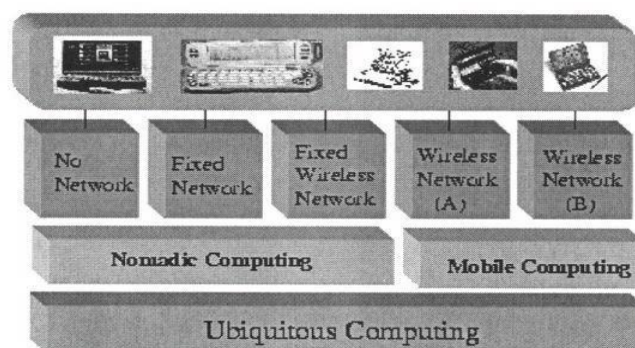 No
Network
Fixed
Network
Fixed
Wireless
Network
Wireless
Network
(A)
Wireless
Network
(B)
Nomadic Computing
Mobile Computing
Ubiquitous Computing